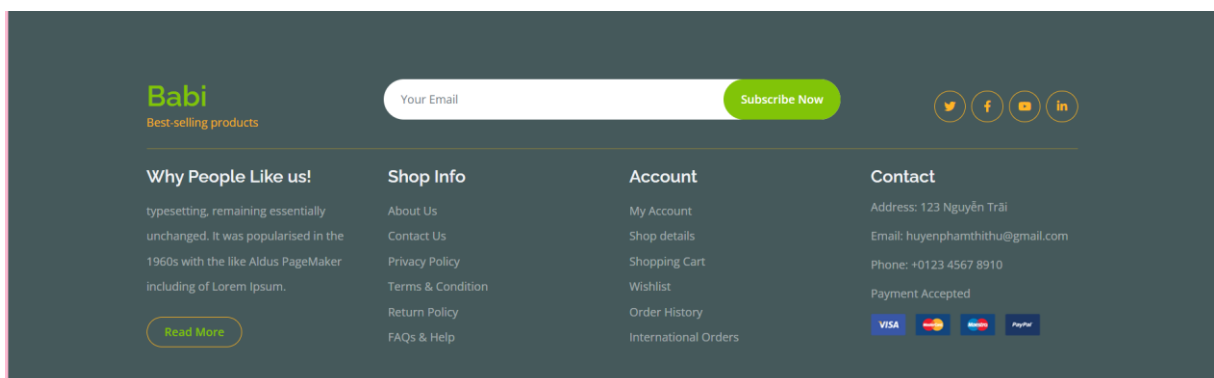 Babi
Best-selling products
Your Email
Subscribe Now
Why People Like us!
typesetting, remaining essentially
unchanged. It was popularised in the
1960s with the like Aldus PageMaker
including of Lorem Ipsum.
Read More
Shop Info
About Us
Contact Us
Privacy Policy
Terms & Condition
Return Policy
FAQs & Help
Account
My Account
Shop details
Shopping Cart
Wishlist
Order History
International Orders
Contact
Address: 123 Nguyễn Trãi
Email: huyenphamthithu@gmail.com
Phone: +0123 4567 8910
Payment Accepted
VISA
PayPal